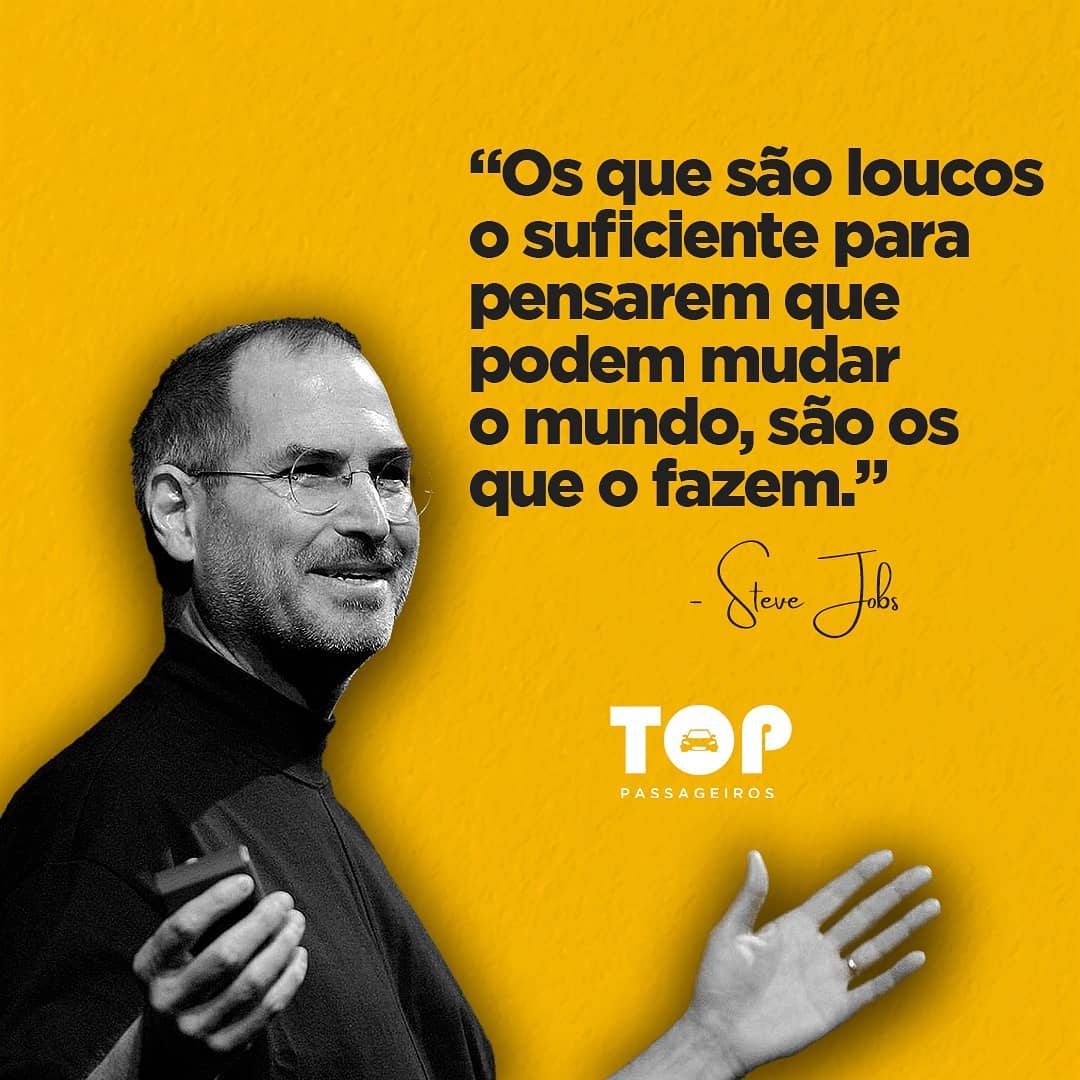 “Os que são loucos
o suficiente para
pensarem que
podem mudar
o mundo, são os
que o fazem.”
- Steve Jobs
TOP
PASSAGEIROS